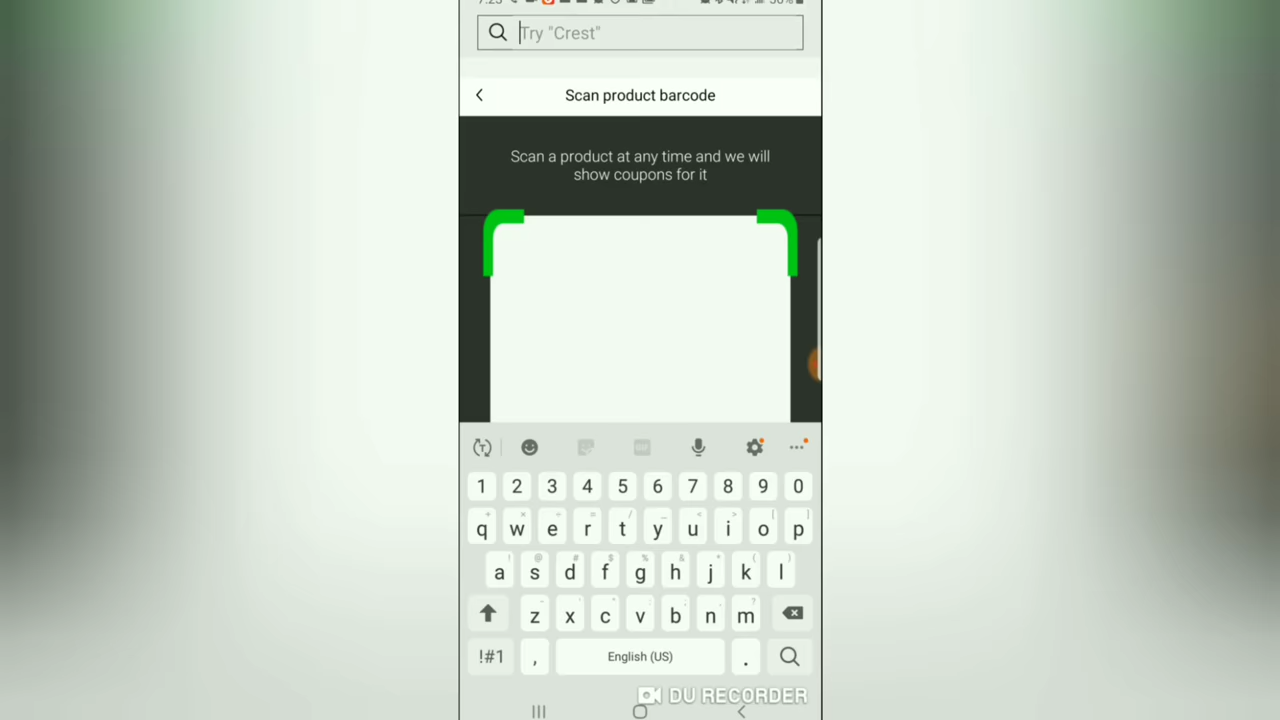 Try "Crest"
Scan product barcode
Scan a product at any time and we will
show coupons for it
1 2 3 4 5 6 7 8 9 0
q w e r t y u i o p
a s d f g h j k l
z x c v b n m
!#1 , English (US) .
DU RECORDER